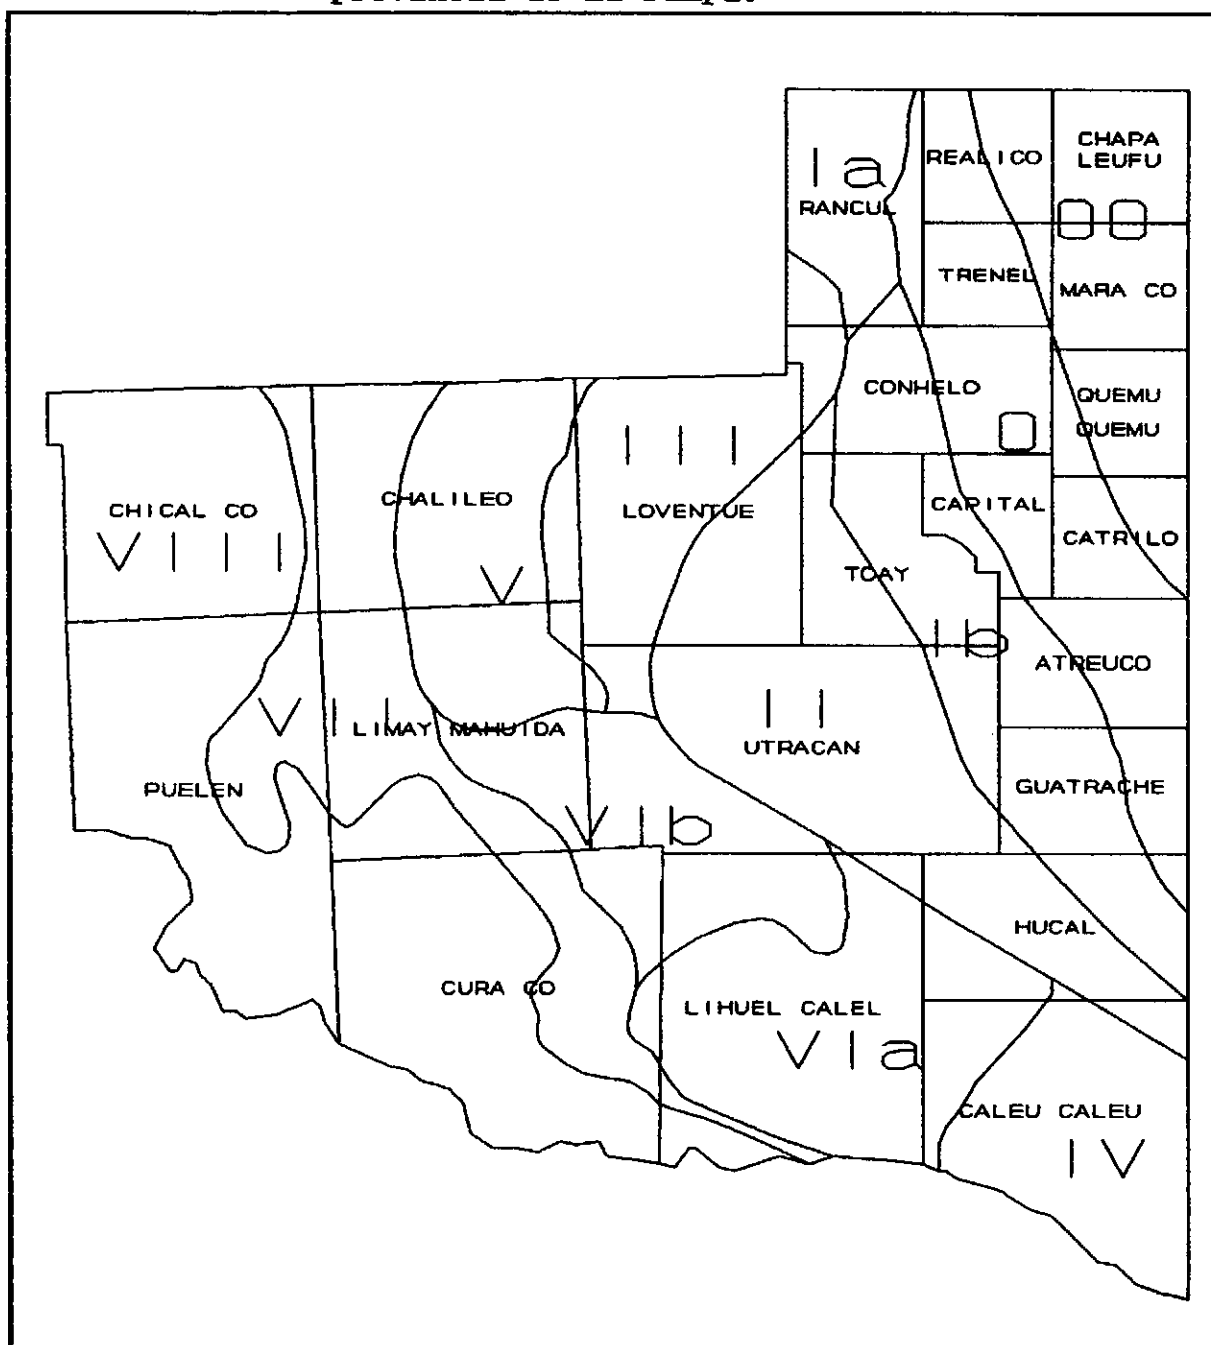 CHAPA
LEUFU
REALICO
Ia
RANCUL
00
TRENEL
MARA CO
CONHELO
QUEMU
QUEMU
0
III
CHALILEO
LOVENTUE
CAPITAL
CHICAL CO
VIII
CATRILO
TOAY
V
Ib
ATREUCO
VII
LIMAY MAHUIDA
II
UTRACAN
PUELEN
GUATRACHE
VIb
HUCAL
CURA CO
LIHUEL CALEL
VIa
CALEU CALEU
IV